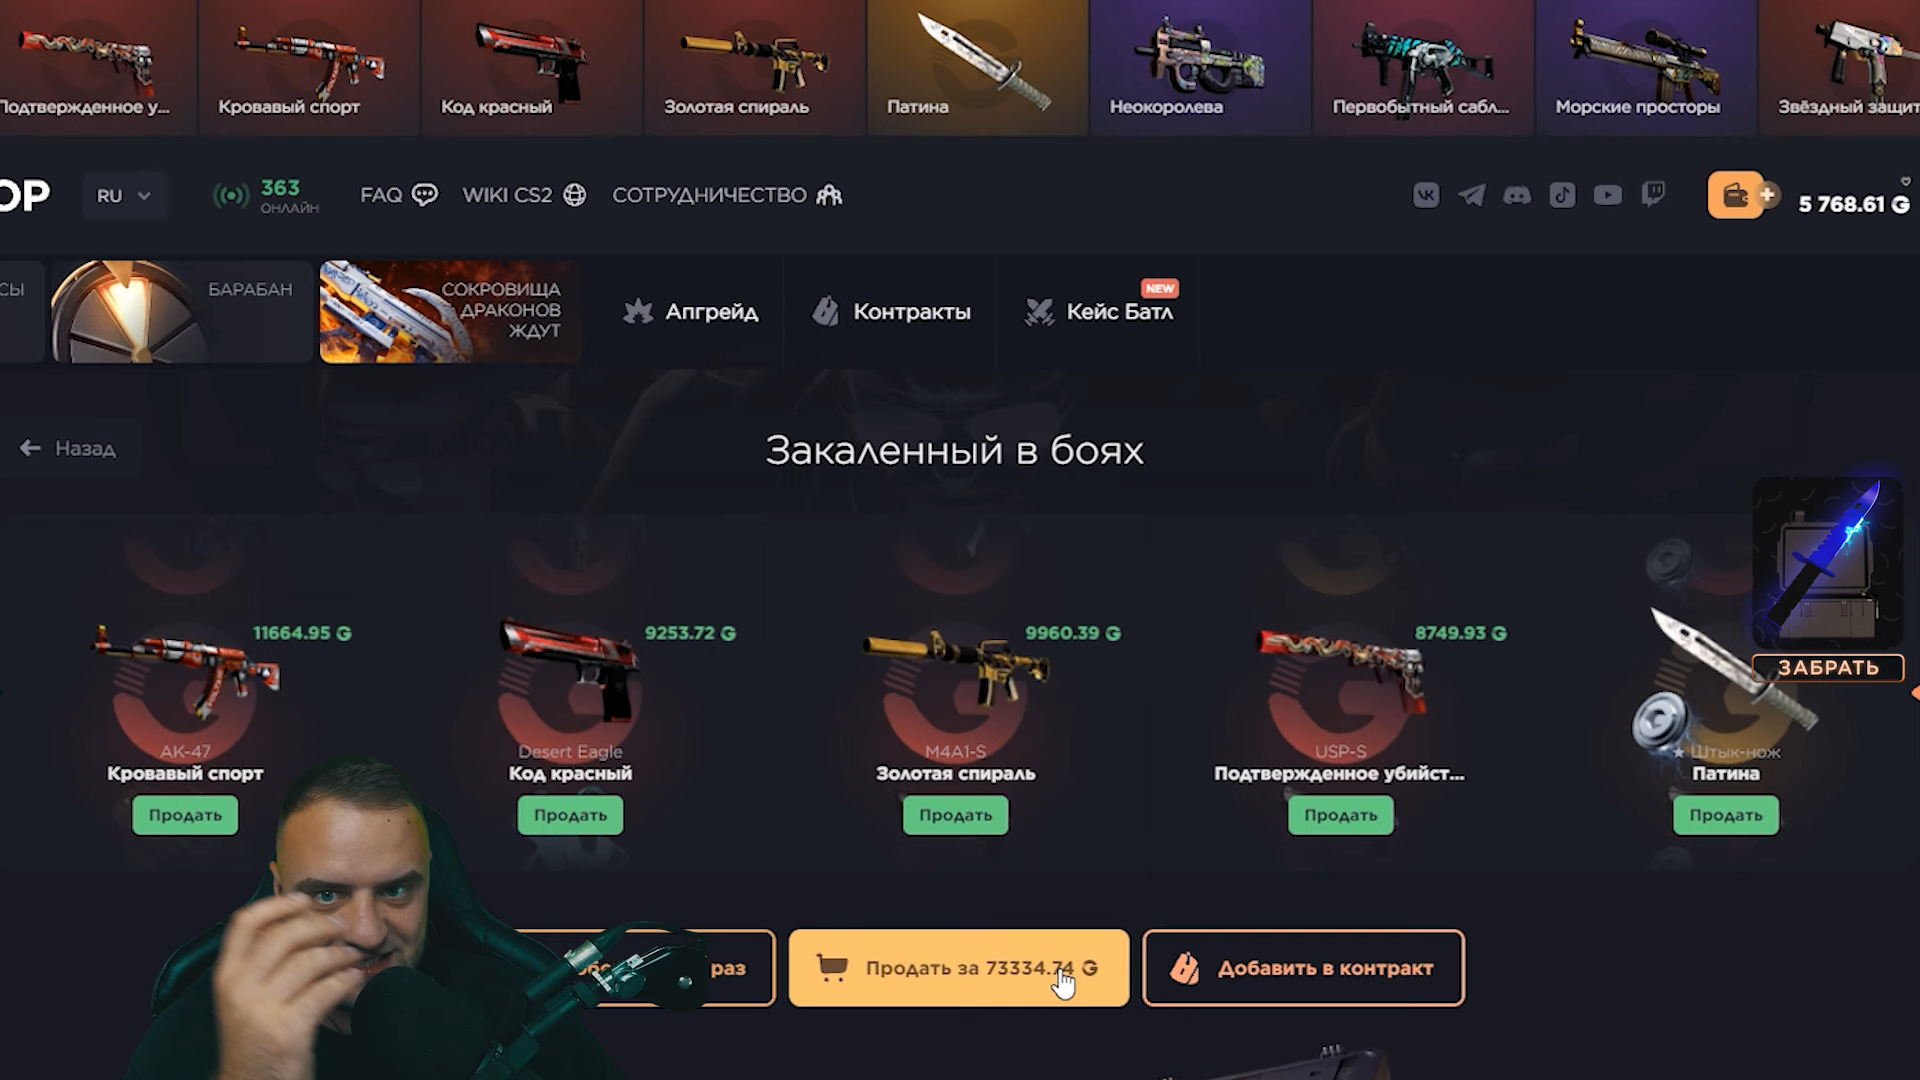 Подтвержденное у...
Кровавый спорт
Код красный
Золотая спираль
Патина
Неокоролева
Первобытный сабл...
Морские просторы
Звёздный защит
OP
RU
363
ОНЛАЙН
FAQ
WIKI CS2
СОТРУДНИЧЕСТВО
5 768.61 G
СЫ
БАРАБАН
СОКРОВИЩА
ДРАКОНОВ
ЖДУТ
Апгрейд
Контракты
Кейс Батл
NEW
Назад
Закаленный в боях
11664.95 G
9253.72 G
9960.39 G
8749.93 G
ЗАБРАТЬ
AK-47
Кровавый спорт
Продать
Desert Eagle
Код красный
Продать
M4A1-S
Золотая спираль
Продать
USP-S
Подтвержденное убийст...
Продать
★ Штык-нож
Патина
Продать
раз
Продать за 73334.74 G
Добавить в контракт